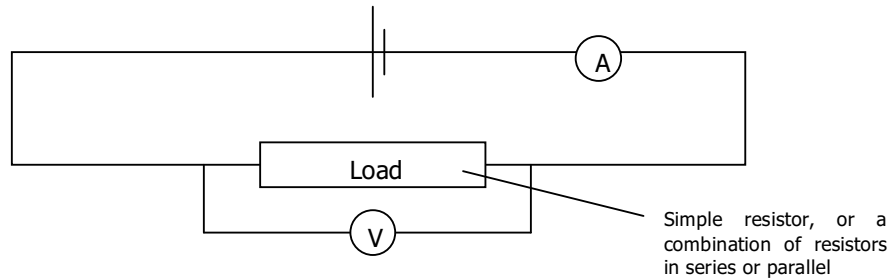 A
Load
V
Simple resistor, or a
combination of resistors
in series or parallel